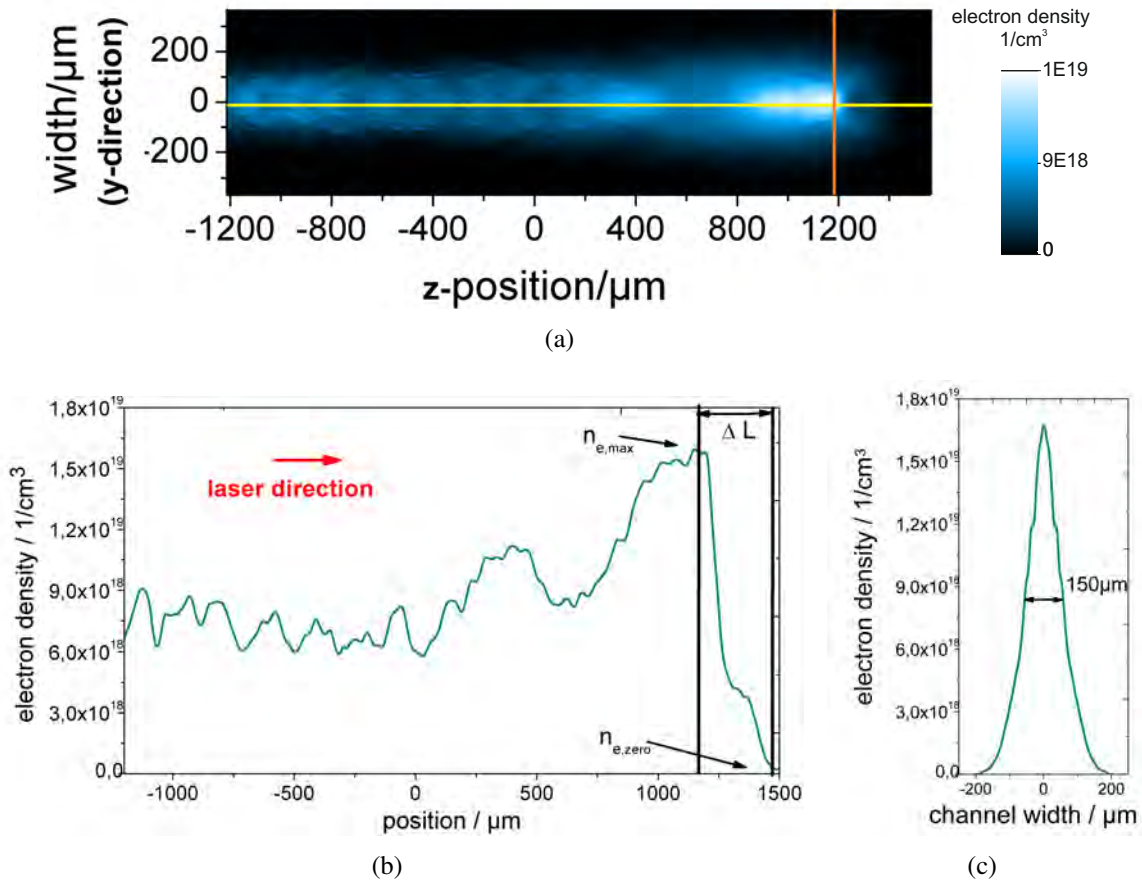 electron density
1/cm³
1E19
9E18
0
width/µm
(y-direction)
200
0
-200
-1200
-800
-400
0
400
800
1200
z-position/µm
(a)
electron density / 1/cm³
1,8x10¹⁹
1,5x10¹⁹
1,2x10¹⁹
9,0x10¹⁸
6,0x10¹⁸
3,0x10¹⁸
0,0
laser direction
nₑ,max
Δ L
nₑ,zero
-1000
-500
0
500
1000
1500
position / µm
(b)
electron density / 1/cm³
1,8x10¹⁹
1,5x10¹⁹
1,2x10¹⁹
9,0x10¹⁸
6,0x10¹⁸
3,0x10¹⁸
0,0
150µm
-200
0
200
channel width / µm
(c)